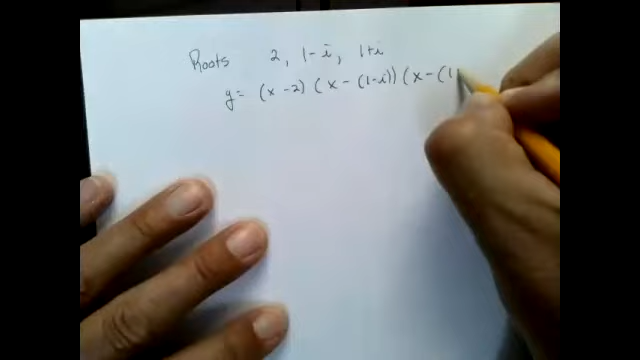 Roots 2, 1-i, 1+i
y= (x-2) (x-(1-i)) (x-(1